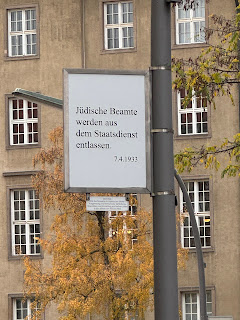 Jüdische Beamte
werden aus
dem Staatsdienst
entlassen.
7.4.1933